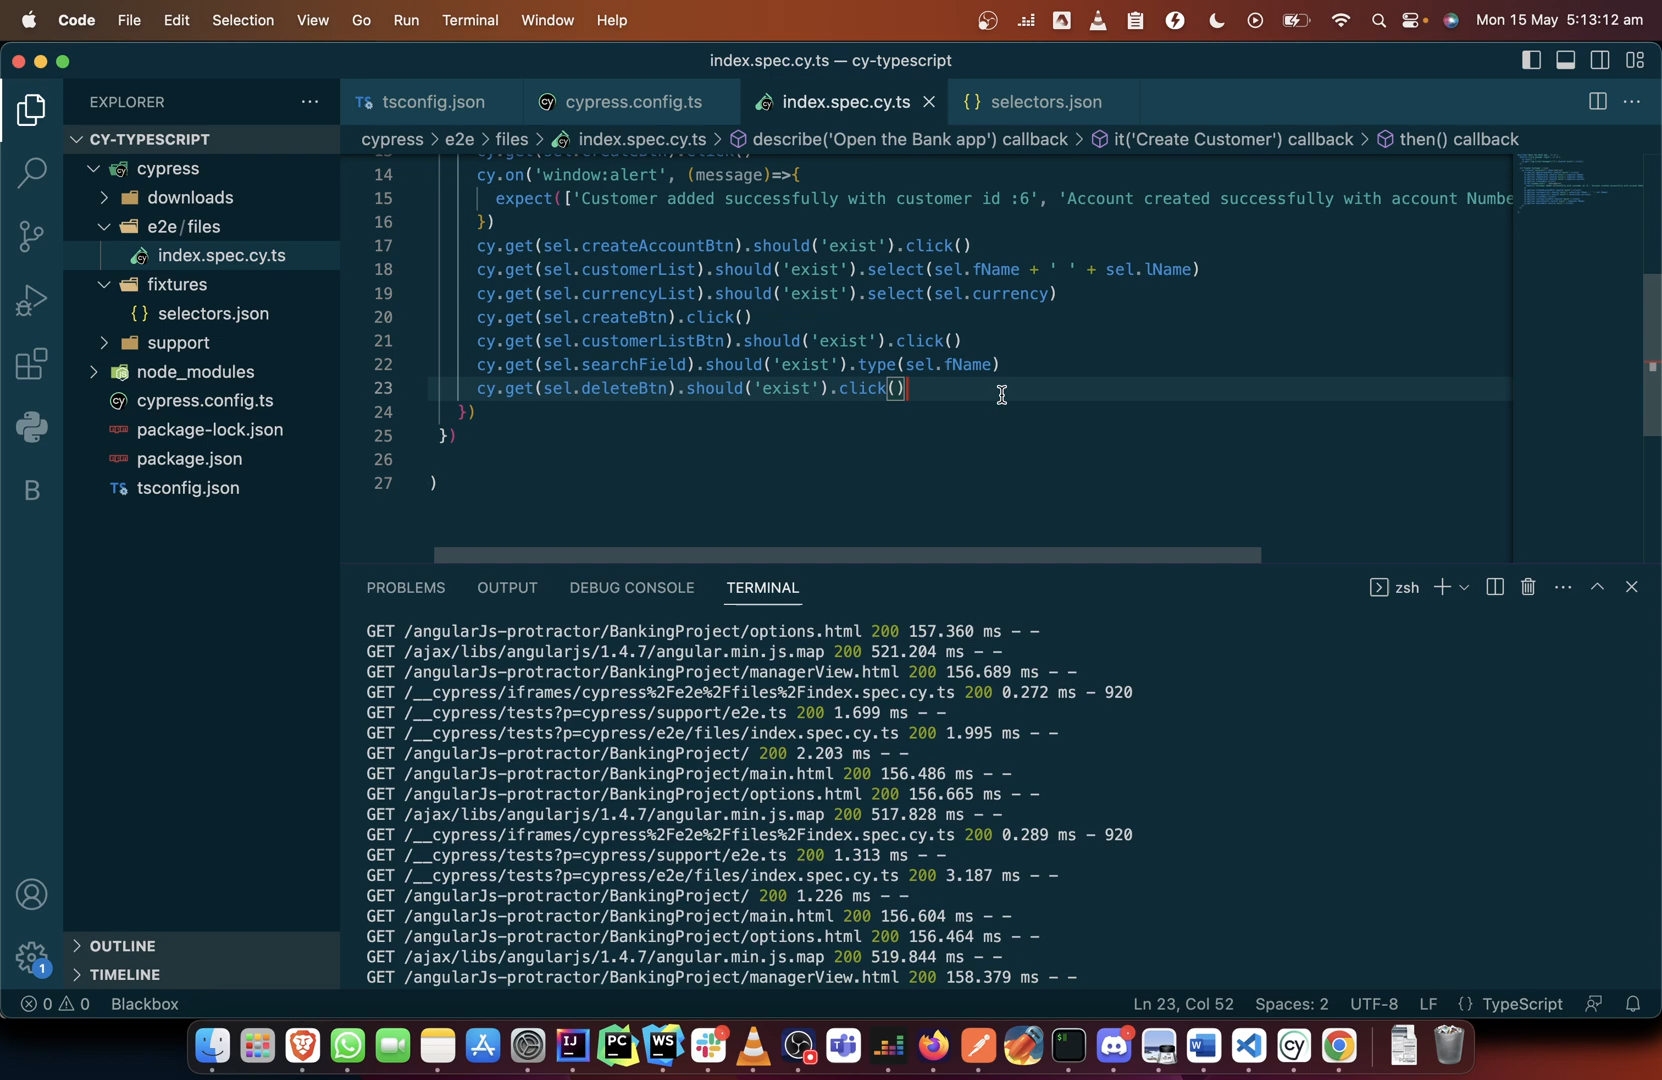 Code File Edit Selection View Go Run Terminal Window Help Mon 15 May 5:13:12 am
index.spec.cy.ts — cy-typescript
EXPLORER
tsconfig.json cypress.config.ts index.spec.cy.ts selectors.json
CY-TYPESCRIPT
cypress > e2e > files > index.spec.cy.ts > describe('Open the Bank app') callback > it('Create Customer') callback > then() callback
cypress
downloads
e2e/files
index.spec.cy.ts
fixtures
{} selectors.json
support
node_modules
cypress.config.ts
package-lock.json
package.json
TS tsconfig.json
B
OUTLINE
TIMELINE
13 cy.get(sel.createBtn).click()
14 cy.on('window:alert', (message)=>{
15 expect(['Customer added successfully with customer id :6', 'Account created successfully with account Numbe
16 })
17 cy.get(sel.createAccountBtn).should('exist').click()
18 cy.get(sel.customerList).should('exist').select(sel.fName + ' ' + sel.lName)
19 cy.get(sel.currencyList).should('exist').select(sel.currency)
20 cy.get(sel.createBtn).click()
21 cy.get(sel.customerListBtn).should('exist').click()
22 cy.get(sel.searchField).should('exist').type(sel.fName)
23 cy.get(sel.deleteBtn).should('exist').click()
24 })
25 })
26
27 )
PROBLEMS OUTPUT DEBUG CONSOLE TERMINAL zsh
GET /angularJs-protractor/BankingProject/options.html 200 157.360 ms - -
GET /ajax/libs/angularjs/1.4.7/angular.min.js.map 200 521.204 ms - -
GET /angularJs-protractor/BankingProject/managerView.html 200 156.689 ms - -
GET /__cypress/iframes/cypress%2Fe2e%2Ffiles%2Findex.spec.cy.ts 200 0.272 ms - 920
GET /__cypress/tests?p=cypress/support/e2e.ts 200 1.699 ms - -
GET /__cypress/tests?p=cypress/e2e/files/index.spec.cy.ts 200 1.995 ms - -
GET /angularJs-protractor/BankingProject/ 200 2.203 ms - -
GET /angularJs-protractor/BankingProject/main.html 200 156.486 ms - -
GET /angularJs-protractor/BankingProject/options.html 200 156.665 ms - -
GET /ajax/libs/angularjs/1.4.7/angular.min.js.map 200 517.828 ms - -
GET /__cypress/iframes/cypress%2Fe2e%2Ffiles%2Findex.spec.cy.ts 200 0.289 ms - 920
GET /__cypress/tests?p=cypress/support/e2e.ts 200 1.313 ms - -
GET /__cypress/tests?p=cypress/e2e/files/index.spec.cy.ts 200 3.187 ms - -
GET /angularJs-protractor/BankingProject/ 200 1.226 ms - -
GET /angularJs-protractor/BankingProject/main.html 200 156.604 ms - -
GET /angularJs-protractor/BankingProject/options.html 200 156.464 ms - -
GET /ajax/libs/angularjs/1.4.7/angular.min.js.map 200 519.844 ms - -
GET /angularJs-protractor/BankingProject/managerView.html 200 158.379 ms - -
1
0 0 Blackbox Ln 23, Col 52 Spaces: 2 UTF-8 LF {} TypeScript
IJ PC WS W cy